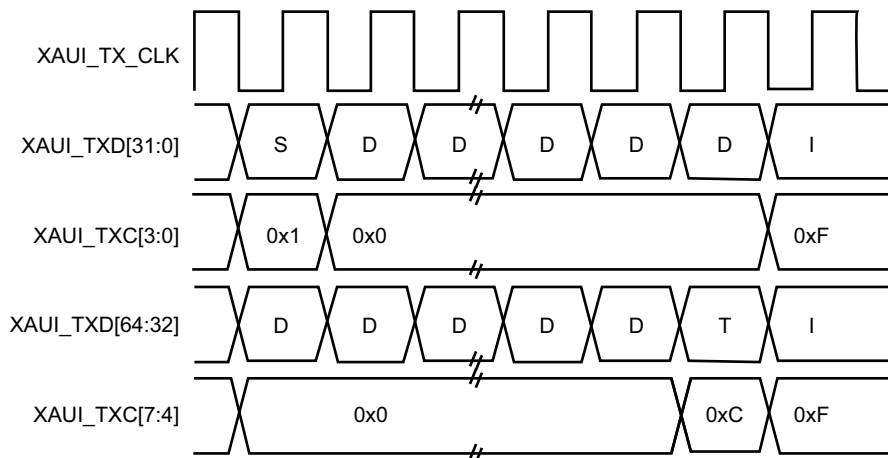 XAUI_TX_CLK
XAUI_TXD[31:0] S D D D D D I
XAUI_TXC[3:0] 0x1 0x0 0xF
XAUI_TXD[64:32] D D D D D T I
XAUI_TXC[7:4] 0x0 0xC 0xF